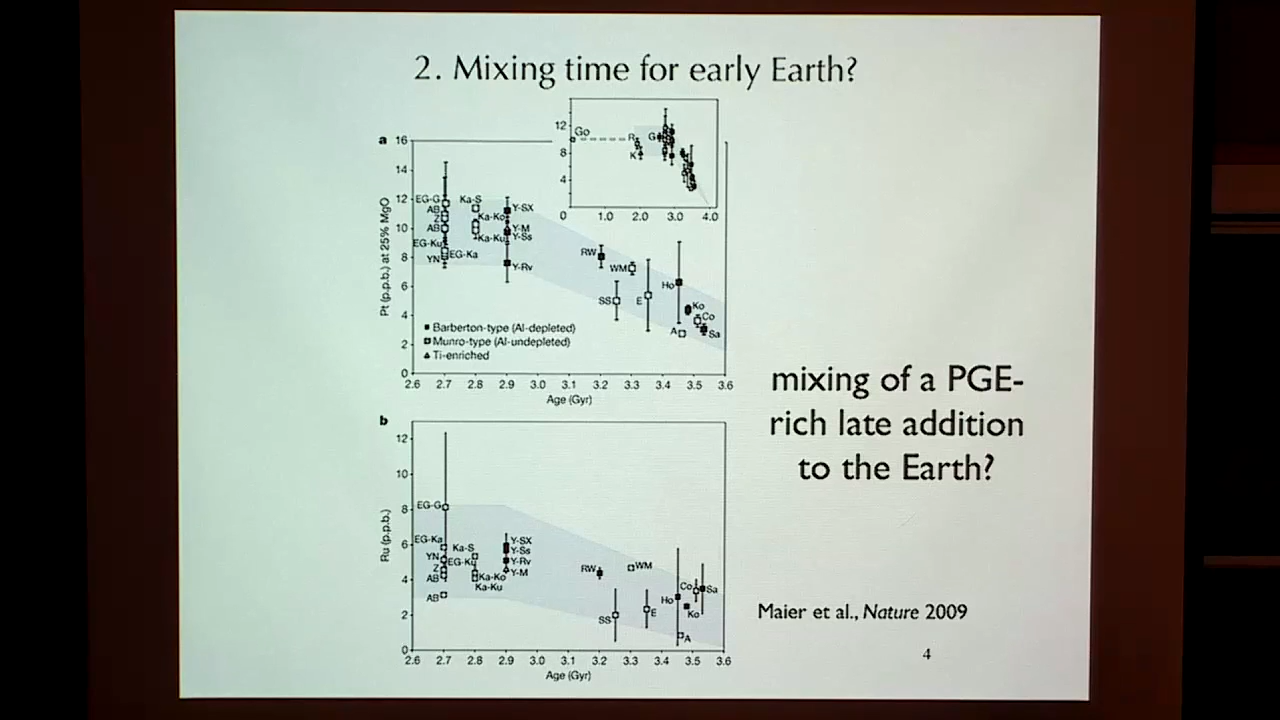 2. Mixing time for early Earth?
a
16
14
12
10
8
6
4
2
0
Pt (p.p.b.) at 25% MgO
EG-G
AB
Z
AB
EG-Ku
YN
EG-Ka
Ka-S
Ka-Ko
Ka-Ku
Y-SX
Y-M
Y-Ss
Y-Rv
RW
WM
SS
E
Ho
Ko
Co
A
Sa
Barberton-type (Al-depleted)
Munro-type (Al-undepleted)
Ti-enriched
2.6 2.7 2.8 2.9 3.0 3.1 3.2 3.3 3.4 3.5 3.6
Age (Gyr)
12
8
4
Go
R
G
K
0 1.0 2.0 3.0 4.0
mixing of a PGE-
rich late addition
to the Earth?
b
12
10
8
6
4
2
0
Ru (p.p.b.)
EG-G
EG-Ka
YN
EG-Ku
Z
AB
AB
Ka-S
Ka-Ko
Ka-Ku
Y-SX
Y-Ss
Y-Rv
Y-M
RW
WM
SS
E
Ho
Co
Sa
Ko
A
2.6 2.7 2.8 2.9 3.0 3.1 3.2 3.3 3.4 3.5 3.6
Age (Gyr)
Maier et al., Nature 2009
4